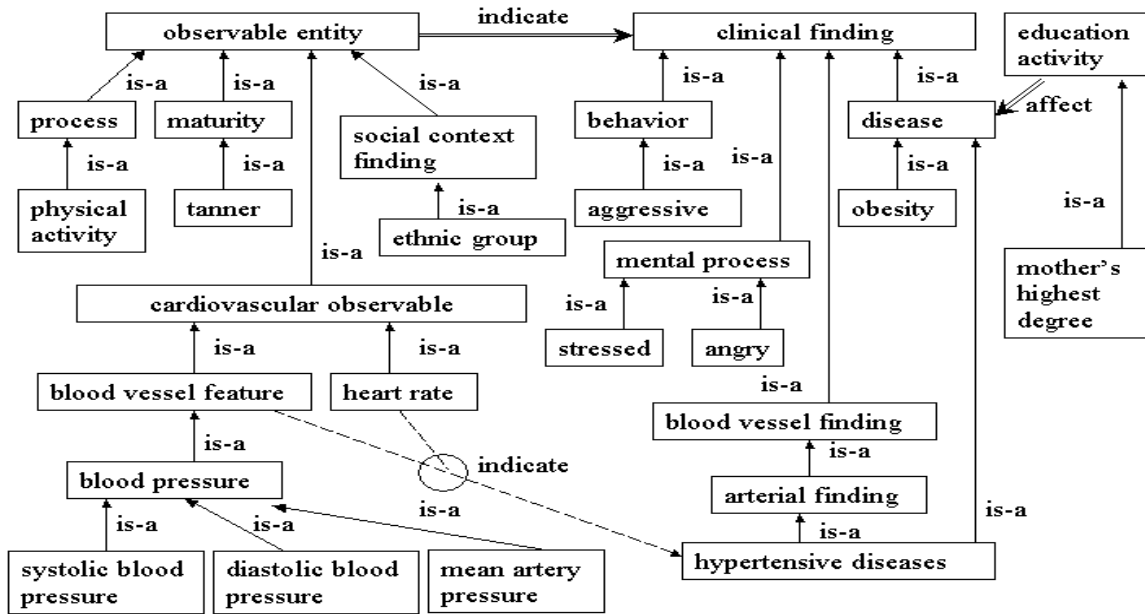 indicate
observable entity
clinical finding
education
activity
is-a
is-a
is-a
is-a
is-a
affect
process
maturity
social context
finding
behavior
disease
is-a
is-a
is-a
is-a
is-a
physical
activity
tanner
is-a
aggressive
obesity
is-a
ethnic group
is-a
mental process
mother's
highest
degree
cardiovascular observable
is-a
is-a
is-a
is-a
stressed
angry
blood vessel feature
heart rate
is-a
blood vessel finding
is-a
is-a
indicate
blood pressure
arterial finding
is-a
is-a
is-a
is-a
is-a
hypertensive diseases
systolic blood
pressure
diastolic blood
pressure
mean artery
pressure